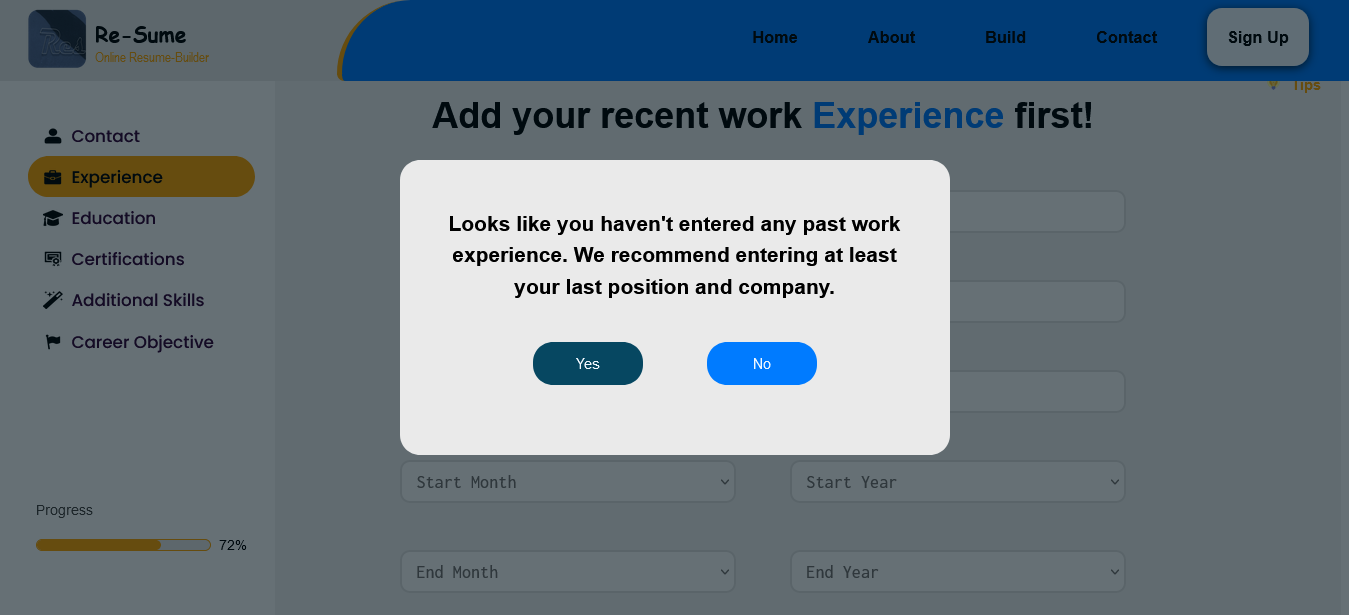 Re-Sume
Online Resume-Builder
Home
About
Build
Contact
Sign Up
Tips
Contact
Experience
Education
Certifications
Additional Skills
Career Objective
Progress
72%
Add your recent work Experience first!
Looks like you haven't entered any past work
experience. We recommend entering at least
your last position and company.
Yes
No
Start Month
Start Year
End Month
End Year